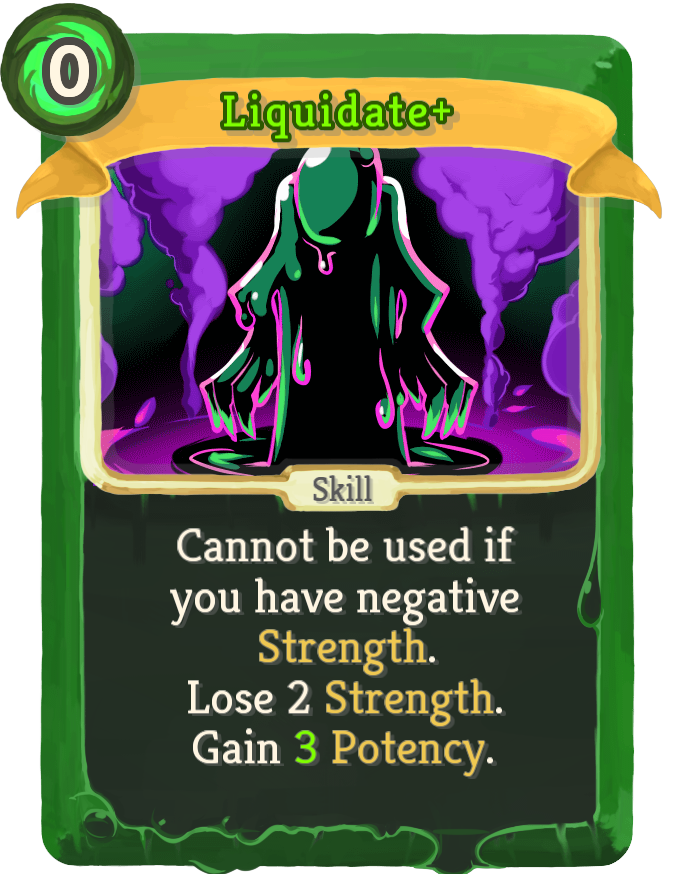 0
Liquidate+
Skill
Cannot be used if
you have negative
Strength.
Lose 2 Strength.
Gain 3 Potency.